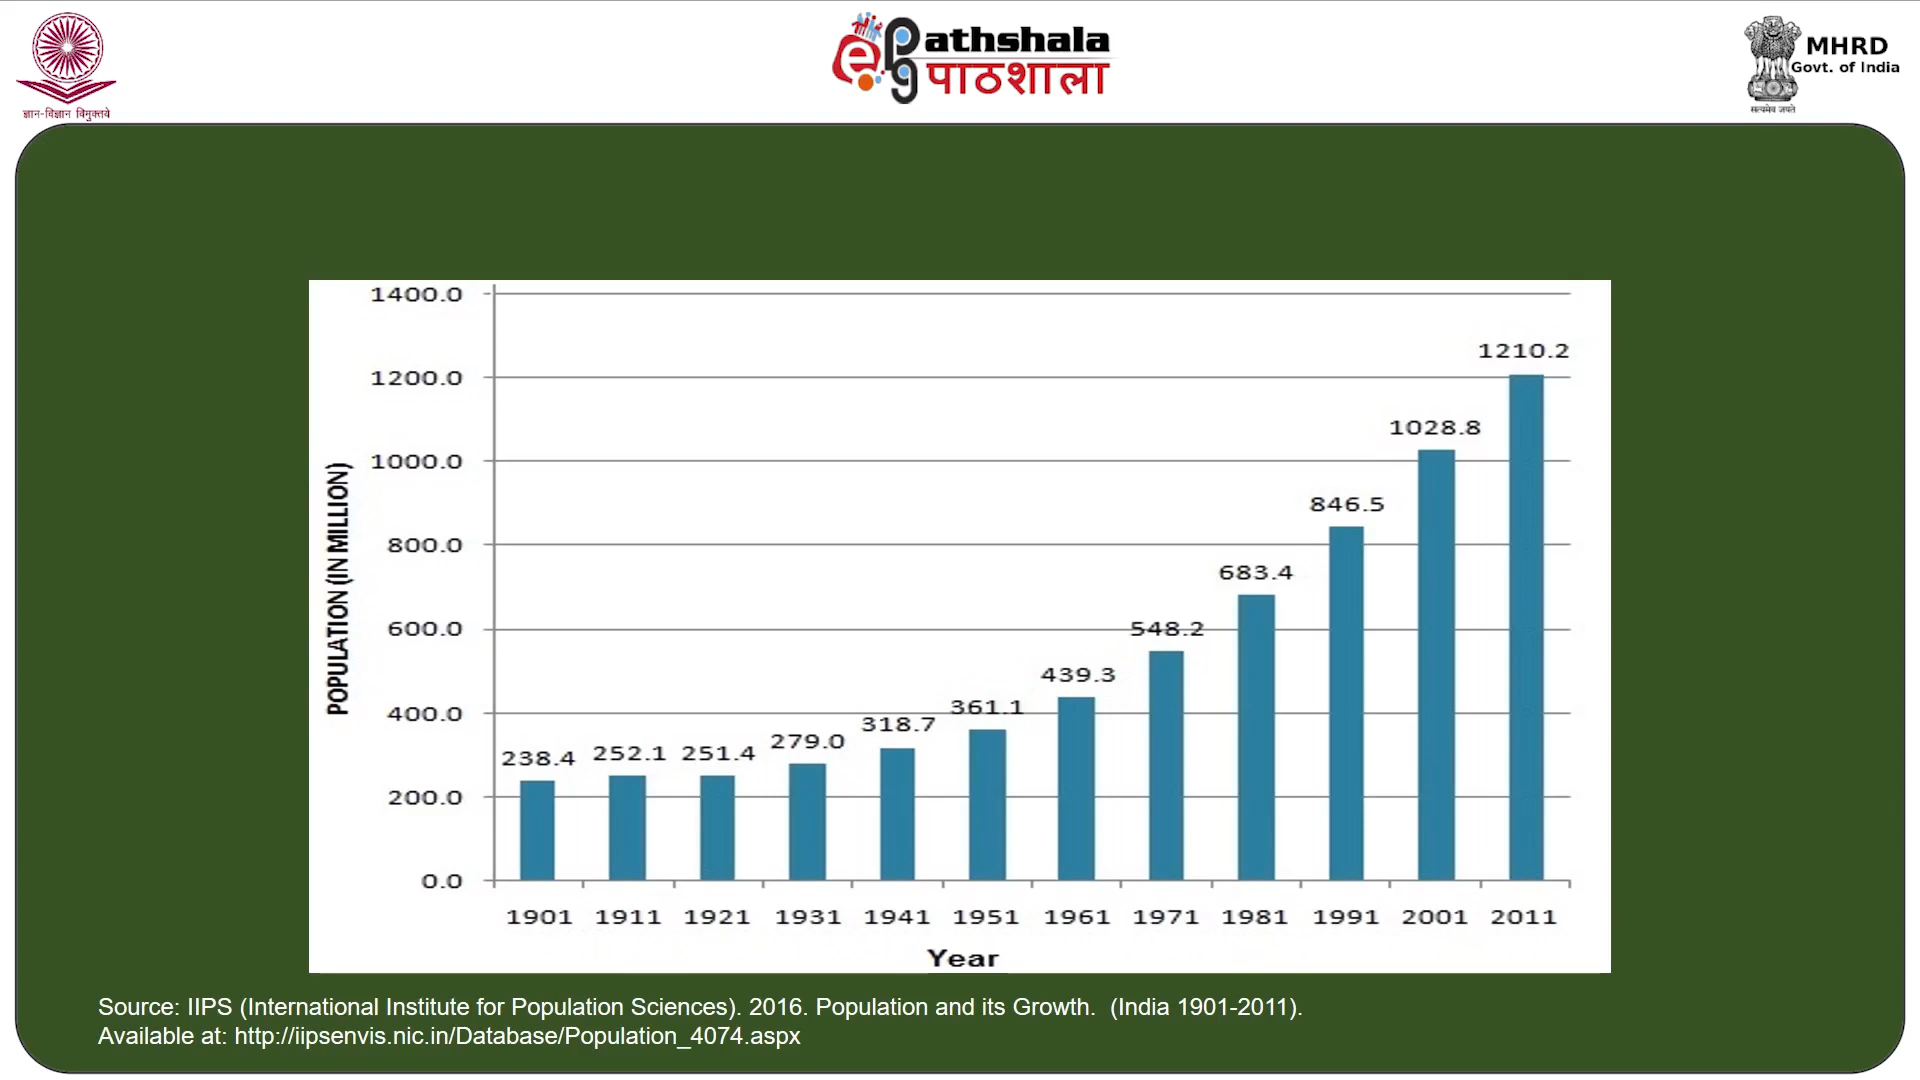 ज्ञान-विज्ञान विमुक्तये
ePathshala
पाठशाला
MHRD
Govt. of India
सत्यमेव जयते
1400.0
1200.0
1000.0
800.0
600.0
400.0
200.0
0.0
POPULATION (IN MILLION)
238.4
252.1
251.4
279.0
318.7
361.1
439.3
548.2
683.4
846.5
1028.8
1210.2
1901 1911 1921 1931 1941 1951 1961 1971 1981 1991 2001 2011
Year
Source: IIPS (International Institute for Population Sciences). 2016. Population and its Growth. (India 1901-2011).
Available at: http://iipsenvis.nic.in/Database/Population_4074.aspx